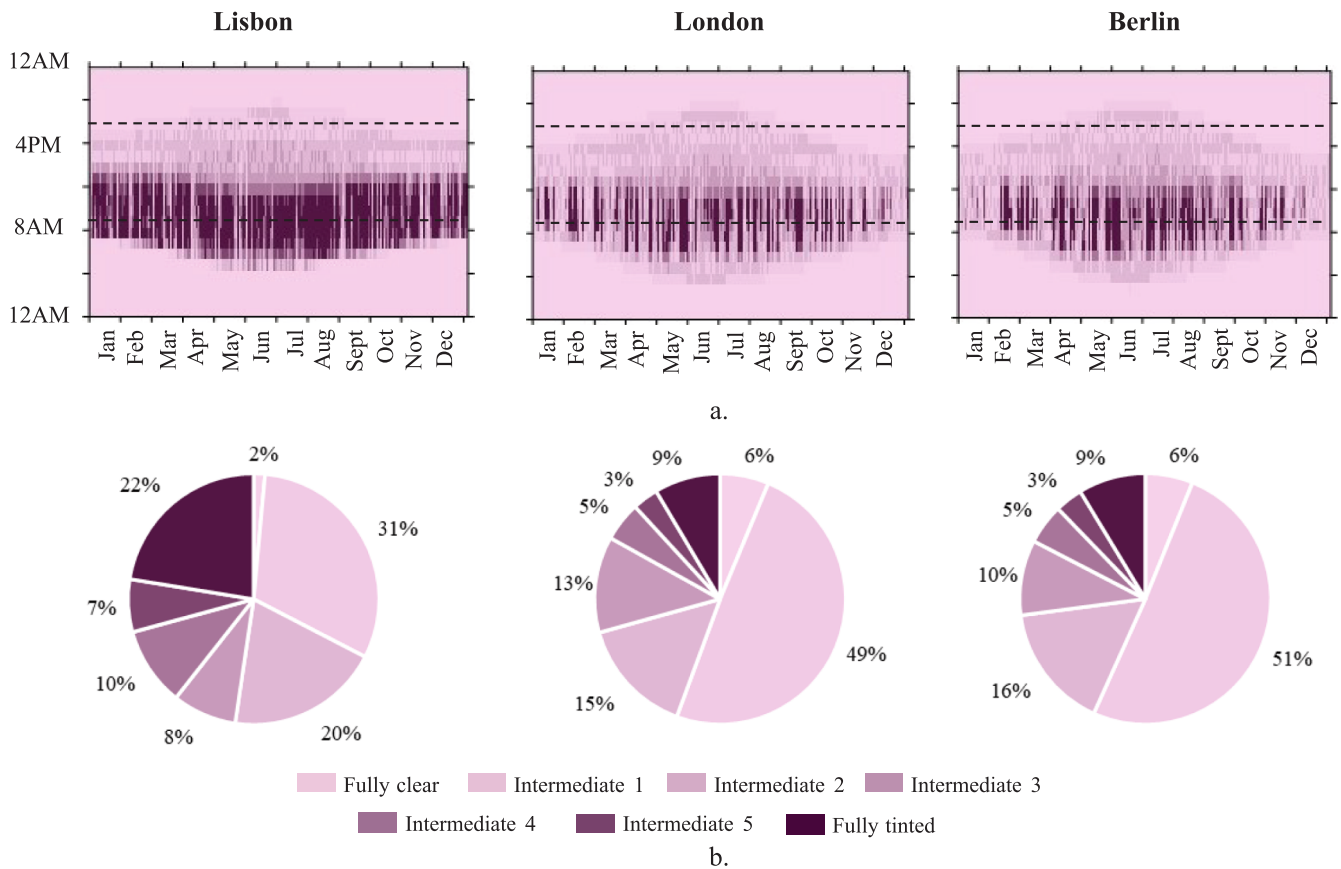 Lisbon London Berlin
12AM
4PM
8AM
12AM
Jan Feb Mar Apr May Jun Jul Aug Sept Oct Nov Dec
Jan Feb Mar Apr May Jun Jul Aug Sept Oct Nov Dec
Jan Feb Mar Apr May Jun Jul Aug Sept Oct Nov Dec
a.
2%
31%
20%
8%
10%
7%
22%
6%
49%
15%
13%
5%
3%
9%
6%
51%
16%
10%
5%
3%
9%
Fully clear Intermediate 1 Intermediate 2 Intermediate 3
Intermediate 4 Intermediate 5 Fully tinted
b.